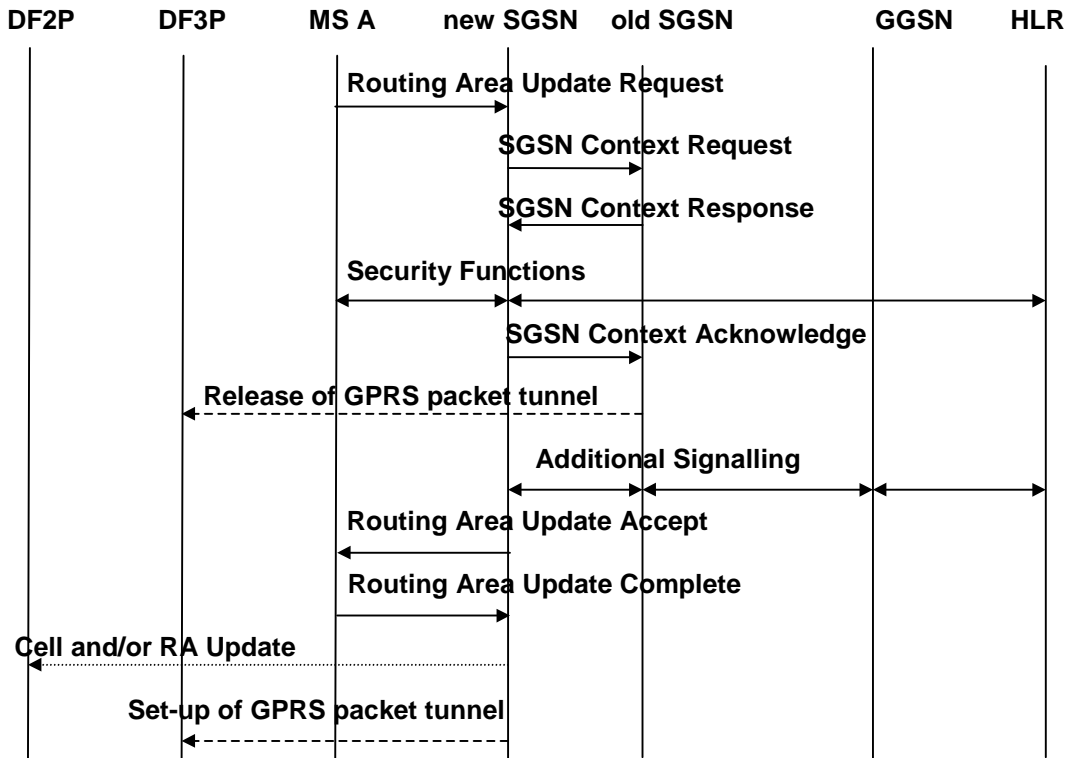 DF2P DF3P MS A new SGSN old SGSN GGSN HLR
Routing Area Update Request
SGSN Context Request
SGSN Context Response
Security Functions
SGSN Context Acknowledge
Release of GPRS packet tunnel
Additional Signalling
Routing Area Update Accept
Routing Area Update Complete
Cell and/or RA Update
Set-up of GPRS packet tunnel